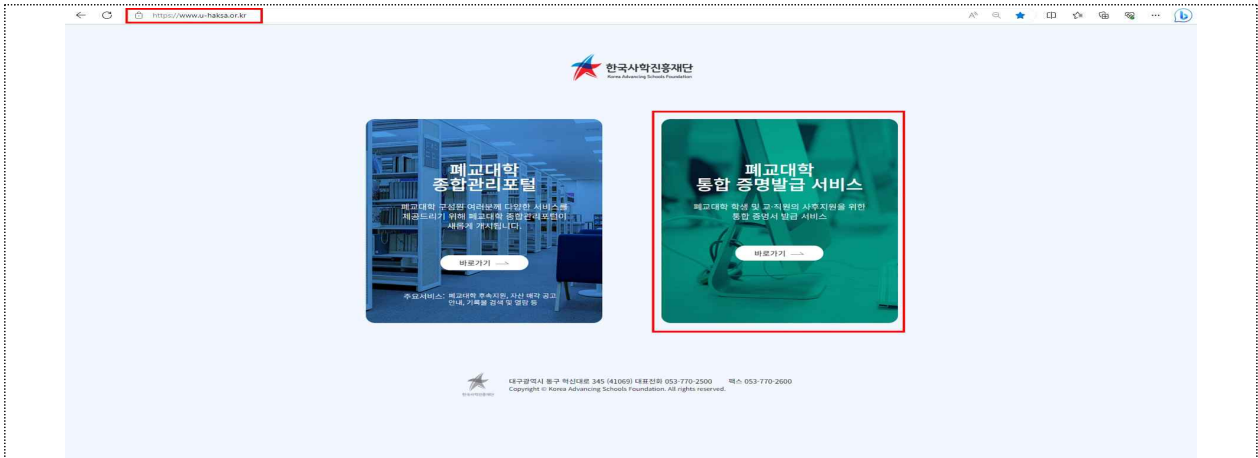 https://www.u-haksa.or.kr
한국사학진흥재단
Korea Advancing Schools Foundation
폐교대학
종합관리포털
폐교대학 구성원 여러분께 다양한 서비스를
제공드리기 위해 폐교대학 종합관리포털이
새롭게 개지됩니다.
바로가기
주요서비스: 폐교대학 후속지원, 자산 매각 공고
안내, 기록물 검색 및 열람 등
폐교대학
통합 증명발급 서비스
폐교대학 학생 및 교·직원의 사후지원을 위한
통합 증명서 발급 서비스
바로가기
한국사학진흥재단
대구광역시 동구 혁신대로 345 (41069) 대표전화 053-770-2500 팩스 053-770-2600
Copyright © Korea Advancing Schools Foundation. All rights reserved.